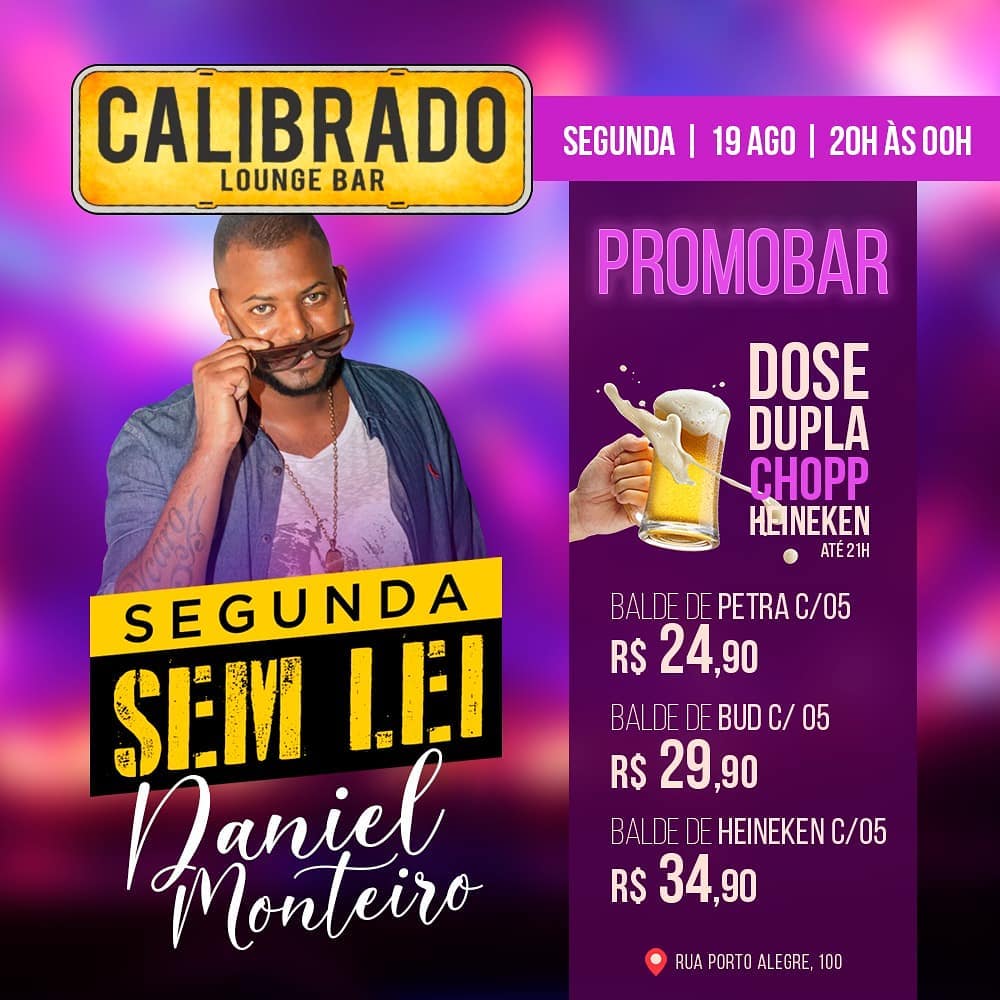 CALIBRADO
LOUNGE BAR
SEGUNDA | 19 AGO | 20H ÀS 00H
PROMOBAR
DOSE
DUPLA
CHOPP
HEINEKEN
ATÉ 21H
BALDE DE PETRA C/05
R$ 24,90
BALDE DE BUD C/ 05
R$ 29,90
BALDE DE HEINEKEN C/05
R$ 34,90
RUA PORTO ALEGRE, 100
SEGUNDA
SEM LEI
Daniel
Monteiro